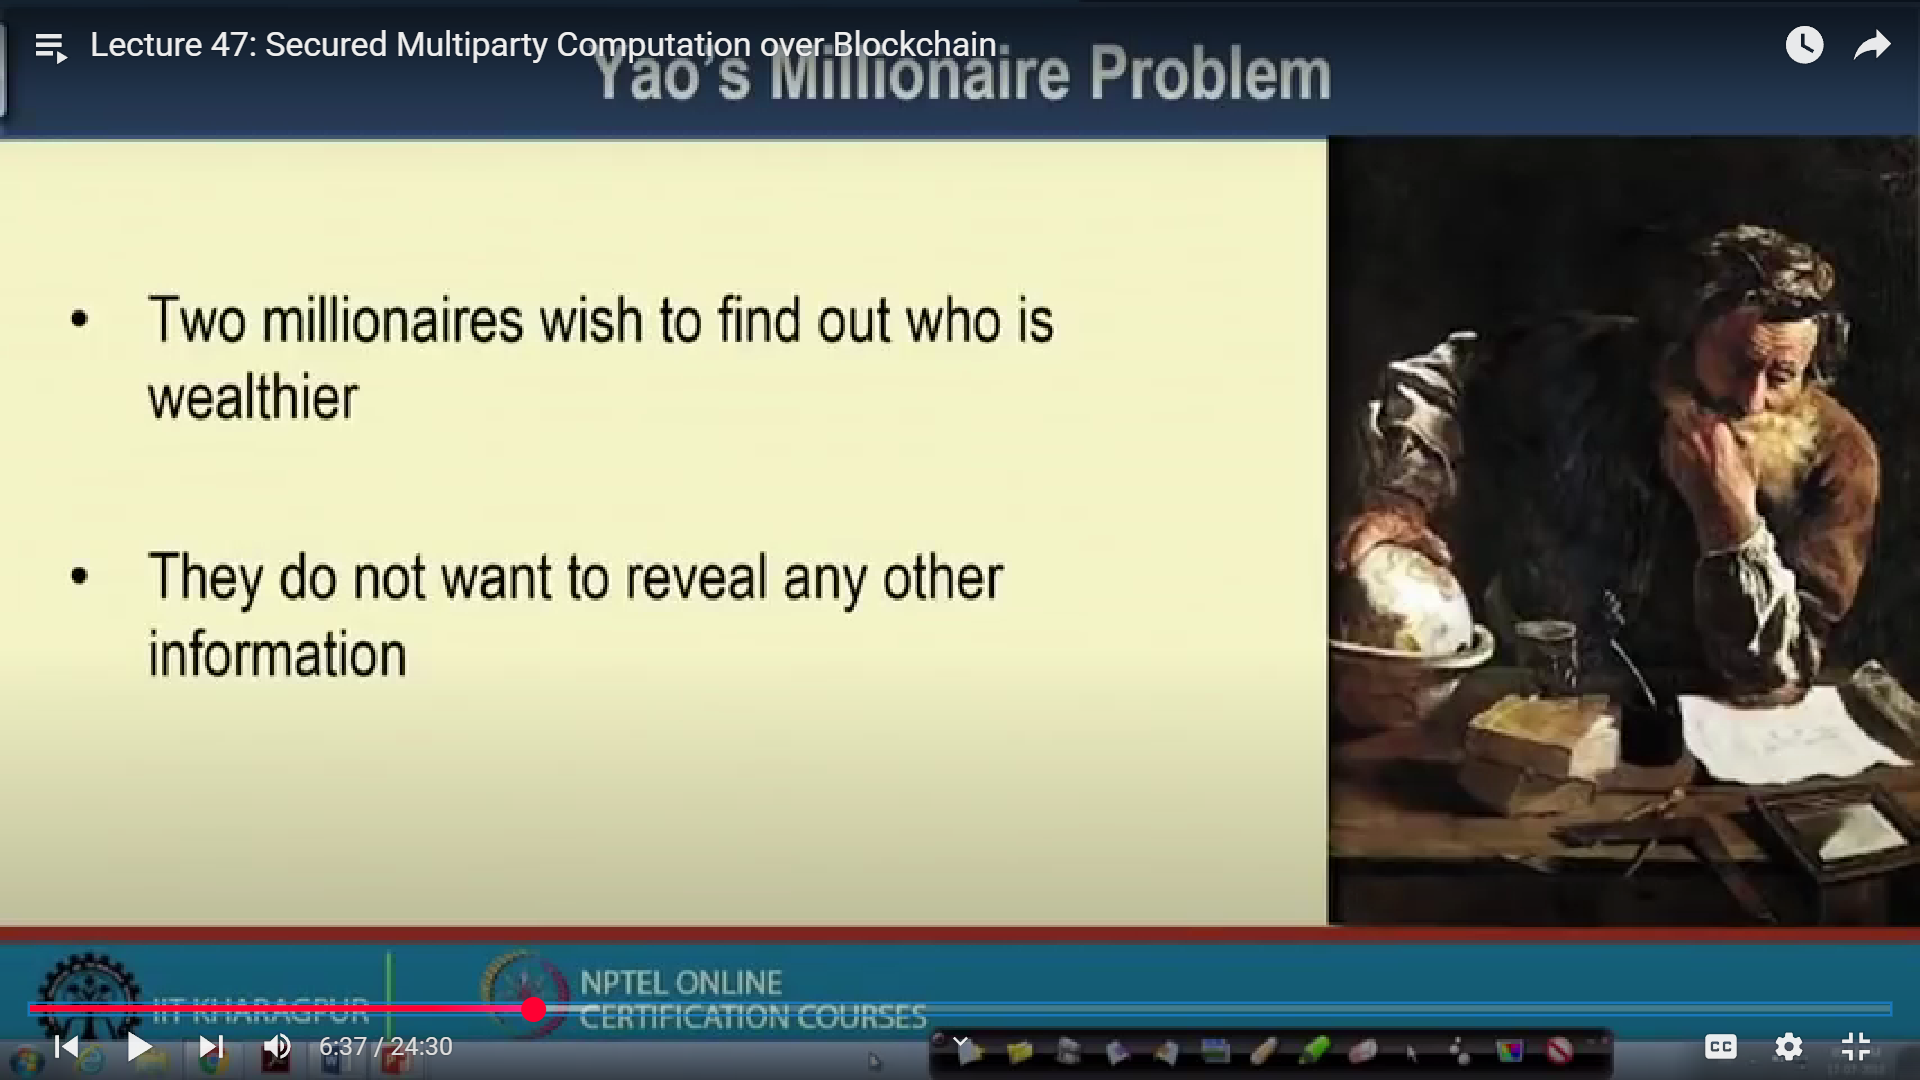 Lecture 47: Secured Multiparty Computation over Blockchain
Yao's Millionaire Problem
• Two millionaires wish to find out who is
wealthier
• They do not want to reveal any other
information
IIT KHARAGPUR
NPTEL ONLINE
CERTIFICATION COURSES
6:37 / 24:30
CC